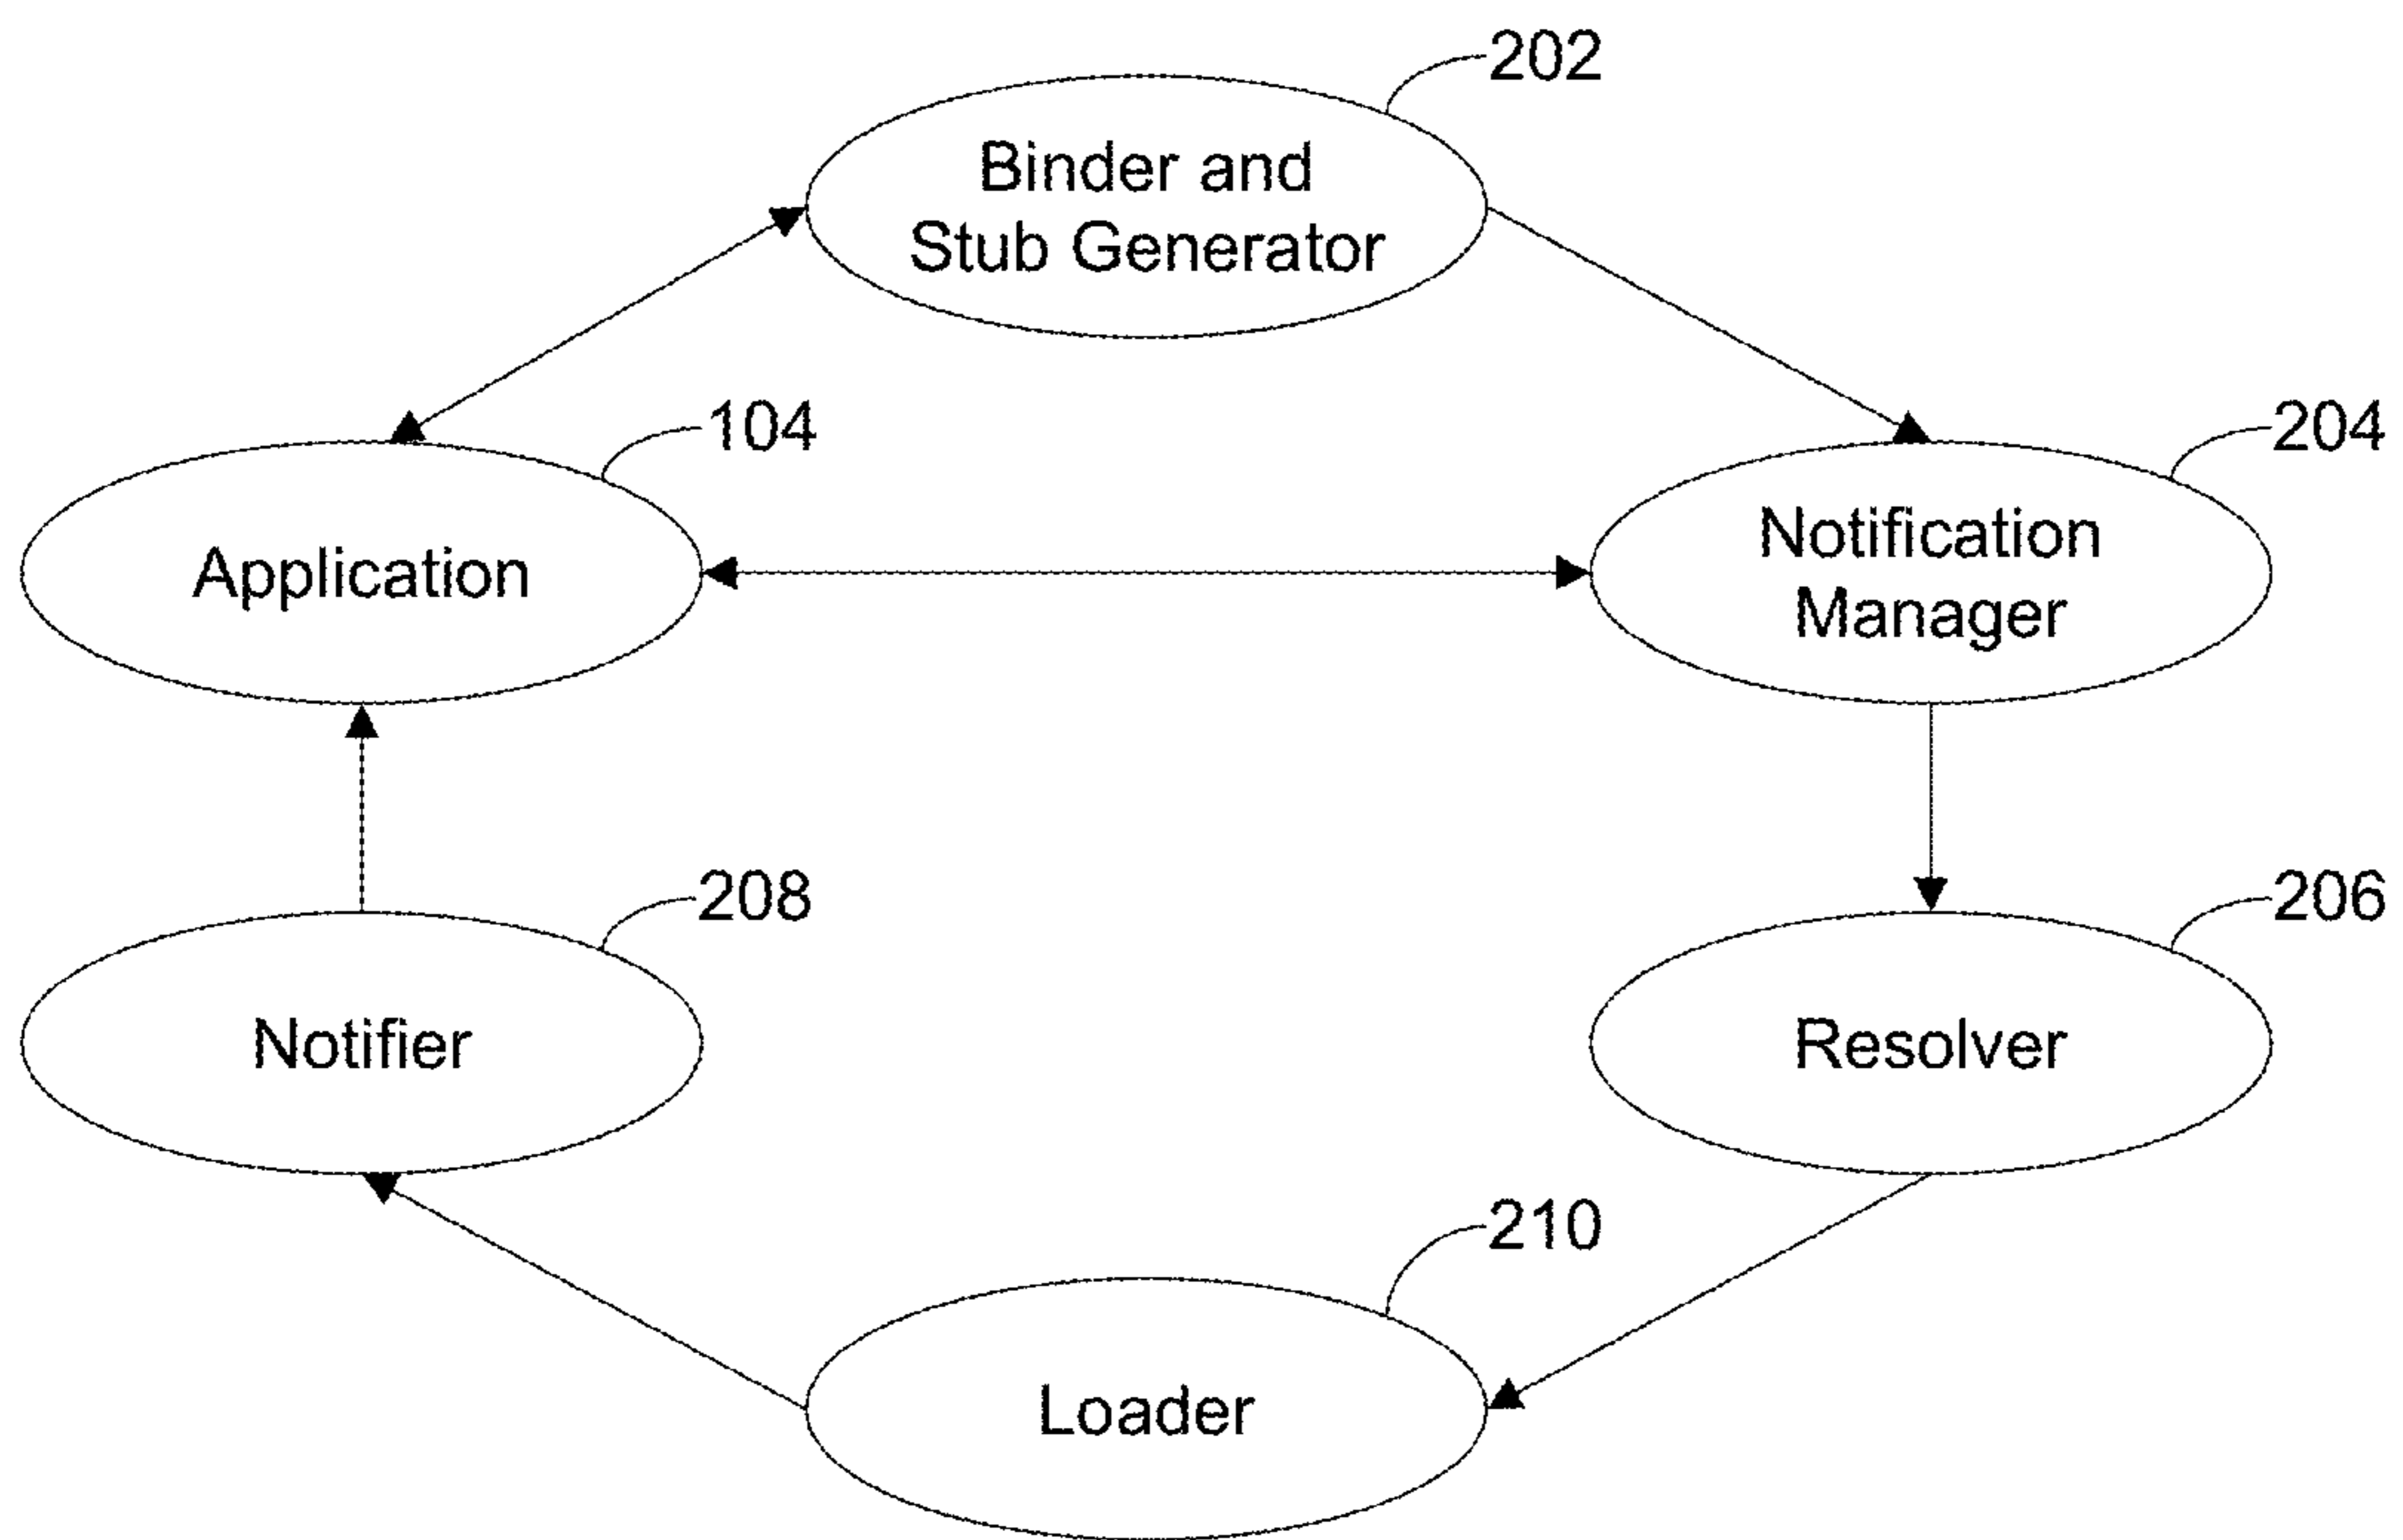 202
Binder and
Stub Generator
104
204
Application
Notification
Manager
208
206
Notifier
Resolver
210
Loader